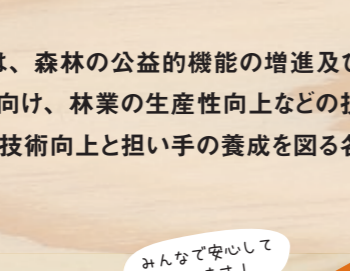 は、森林の公益的機能の増進及び
向け、林業の生産性向上などの技
技術向上と担い手の養成を図る各
みんなで安心して